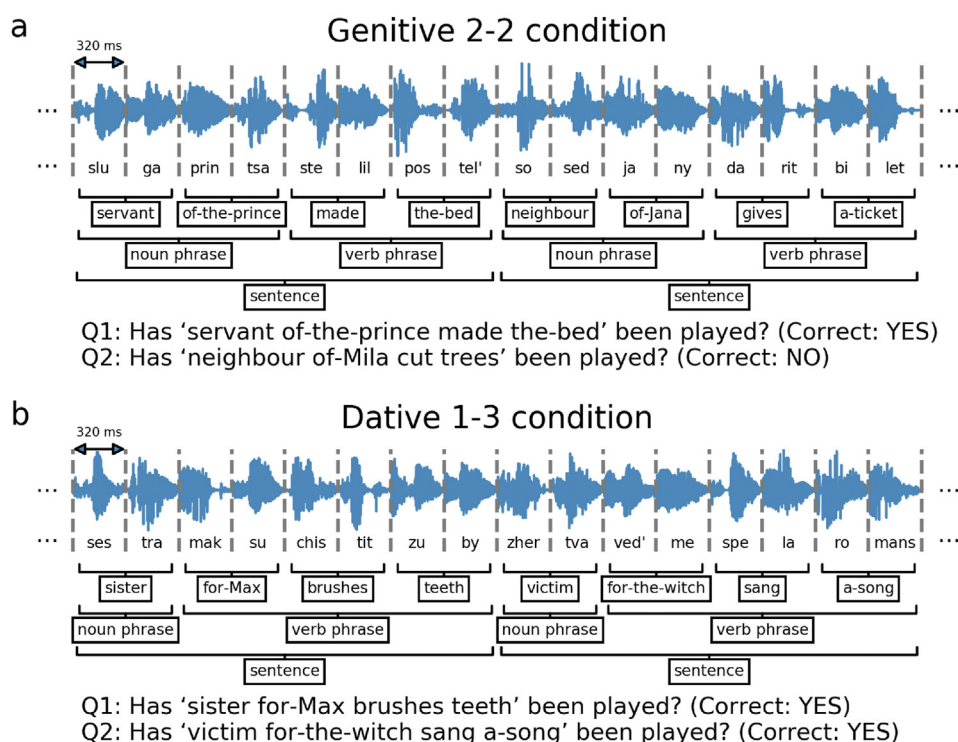 a
Genitive 2-2 condition
320 ms
... ...
... slu ga prin tsa ste lil pos tel' so sed ja ny da rit bi let ...
servant of-the-prince made the-bed neighbour of-Jana gives a-ticket
noun phrase verb phrase noun phrase verb phrase
sentence sentence
Q1: Has ‘servant of-the-prince made the-bed’ been played? (Correct: YES)
Q2: Has ‘neighbour of-Mila cut trees’ been played? (Correct: NO)
b
Dative 1-3 condition
320 ms
... ...
... ses tra mak su chis tit zu by zher tva ved' me spe la ro mans ...
sister for-Max brushes teeth victim for-the-witch sang a-song
noun phrase verb phrase noun phrase verb phrase
sentence sentence
Q1: Has ‘sister for-Max brushes teeth’ been played? (Correct: YES)
Q2: Has ‘victim for-the-witch sang a-song’ been played? (Correct: YES)